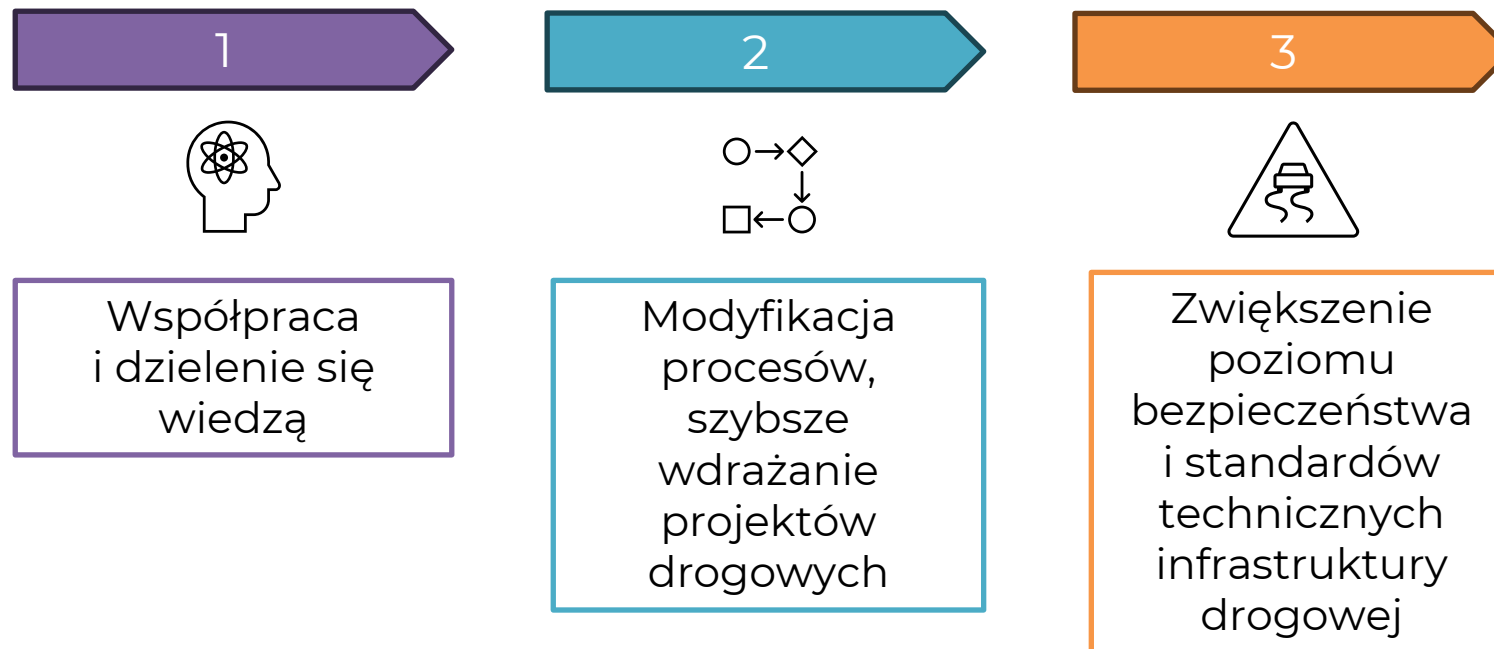 1
Współpraca
i dzielenie się
wiedzą
2
Modyfikacja
procesów,
szybsze
wdrażanie
projektów
drogowych
3
Zwiększenie
poziomu
bezpieczeństwa
i standardów
technicznych
infrastruktury
drogowej